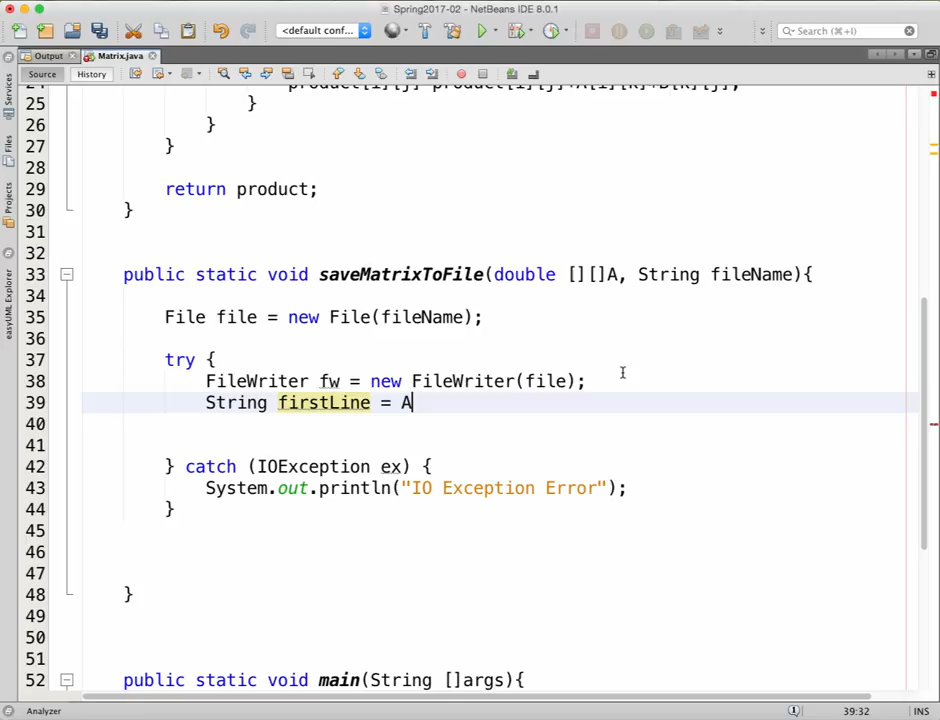 Spring2017-02 - NetBeans IDE 8.0.1
<default conf...
Search (⌘+I)
Output
Matrix.java
Source
History
Services
Files
Projects
easyUML Explorer
25 }
26 }
27 }
28
29 return product;
30 }
31
32
33 public static void saveMatrixToFile(double [][]A, String fileName){
34
35 File file = new File(fileName);
36
37 try {
38 FileWriter fw = new FileWriter(file);
39 String firstLine = A
40
41
42 } catch (IOException ex) {
43 System.out.println("IO Exception Error");
44 }
45
46
47
48 }
49
50
51
52 public static void main(String []args){
Analyzer
39:32
INS